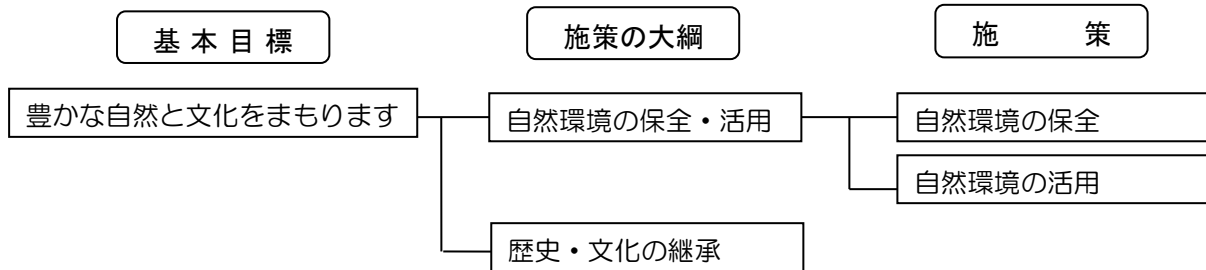 基本目標
施策の大綱
施策
豊かな自然と文化をまもります
自然環境の保全・活用
自然環境の保全
自然環境の活用
歴史・文化の継承